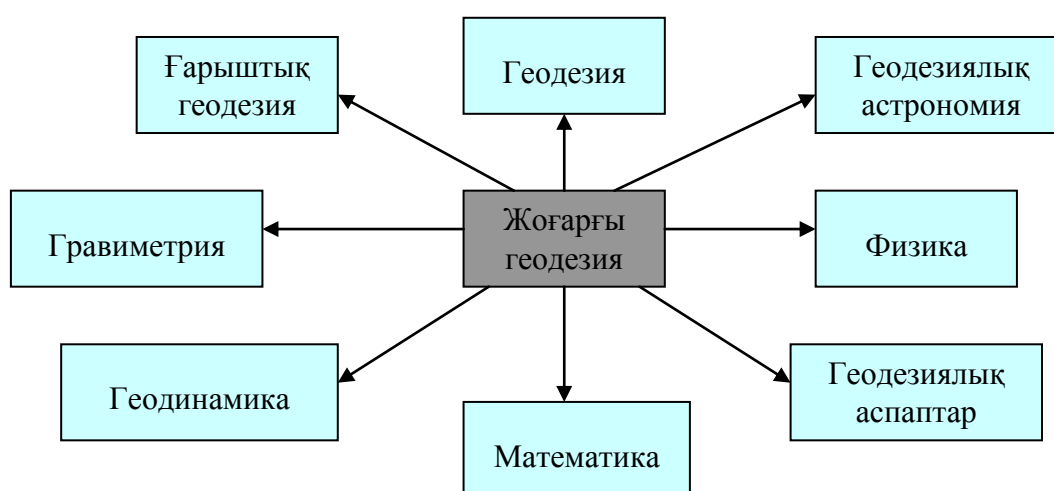 Ғарыштық
геодезия
Геодезия
Геодезиялық
астрономия
Гравиметрия
Жоғарғы
геодезия
Физика
Геодинамика
Математика
Геодезиялық
аспаптар